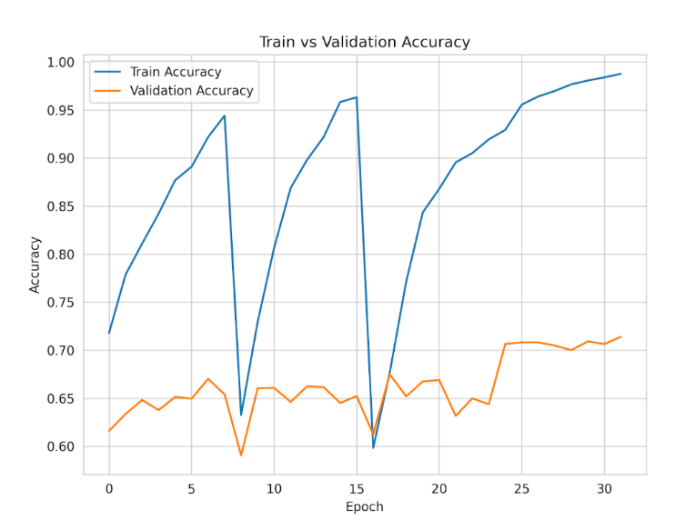 Train vs Validation Accuracy
Train Accuracy
Validation Accuracy
1.00
0.95
0.90
0.85
0.80
0.75
0.70
0.65
0.60
Accuracy
0 5 10 15 20 25 30
Epoch